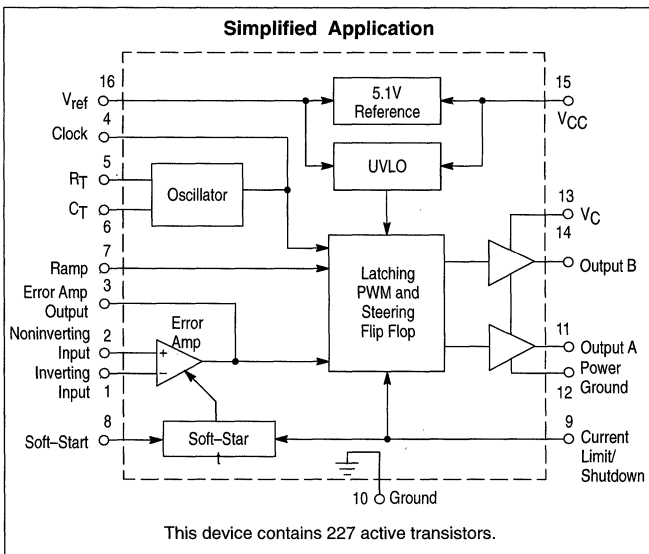 Simplified Application
16
Vref
4
Clock
5
RT
CT
6
7
Ramp
3
Error Amp
Output
Noninverting
2
Input
Inverting
Input
1
8
Soft–Start
Oscillator
Error
Amp
+
–
Soft–Star
t
5.1V
Reference
UVLO
Latching
PWM and
Steering
Flip Flop
15
VCC
13
VC
14
Output B
11
Output A
Power
Ground
12
9
Current
Limit/
Shutdown
10
Ground
This device contains 227 active transistors.